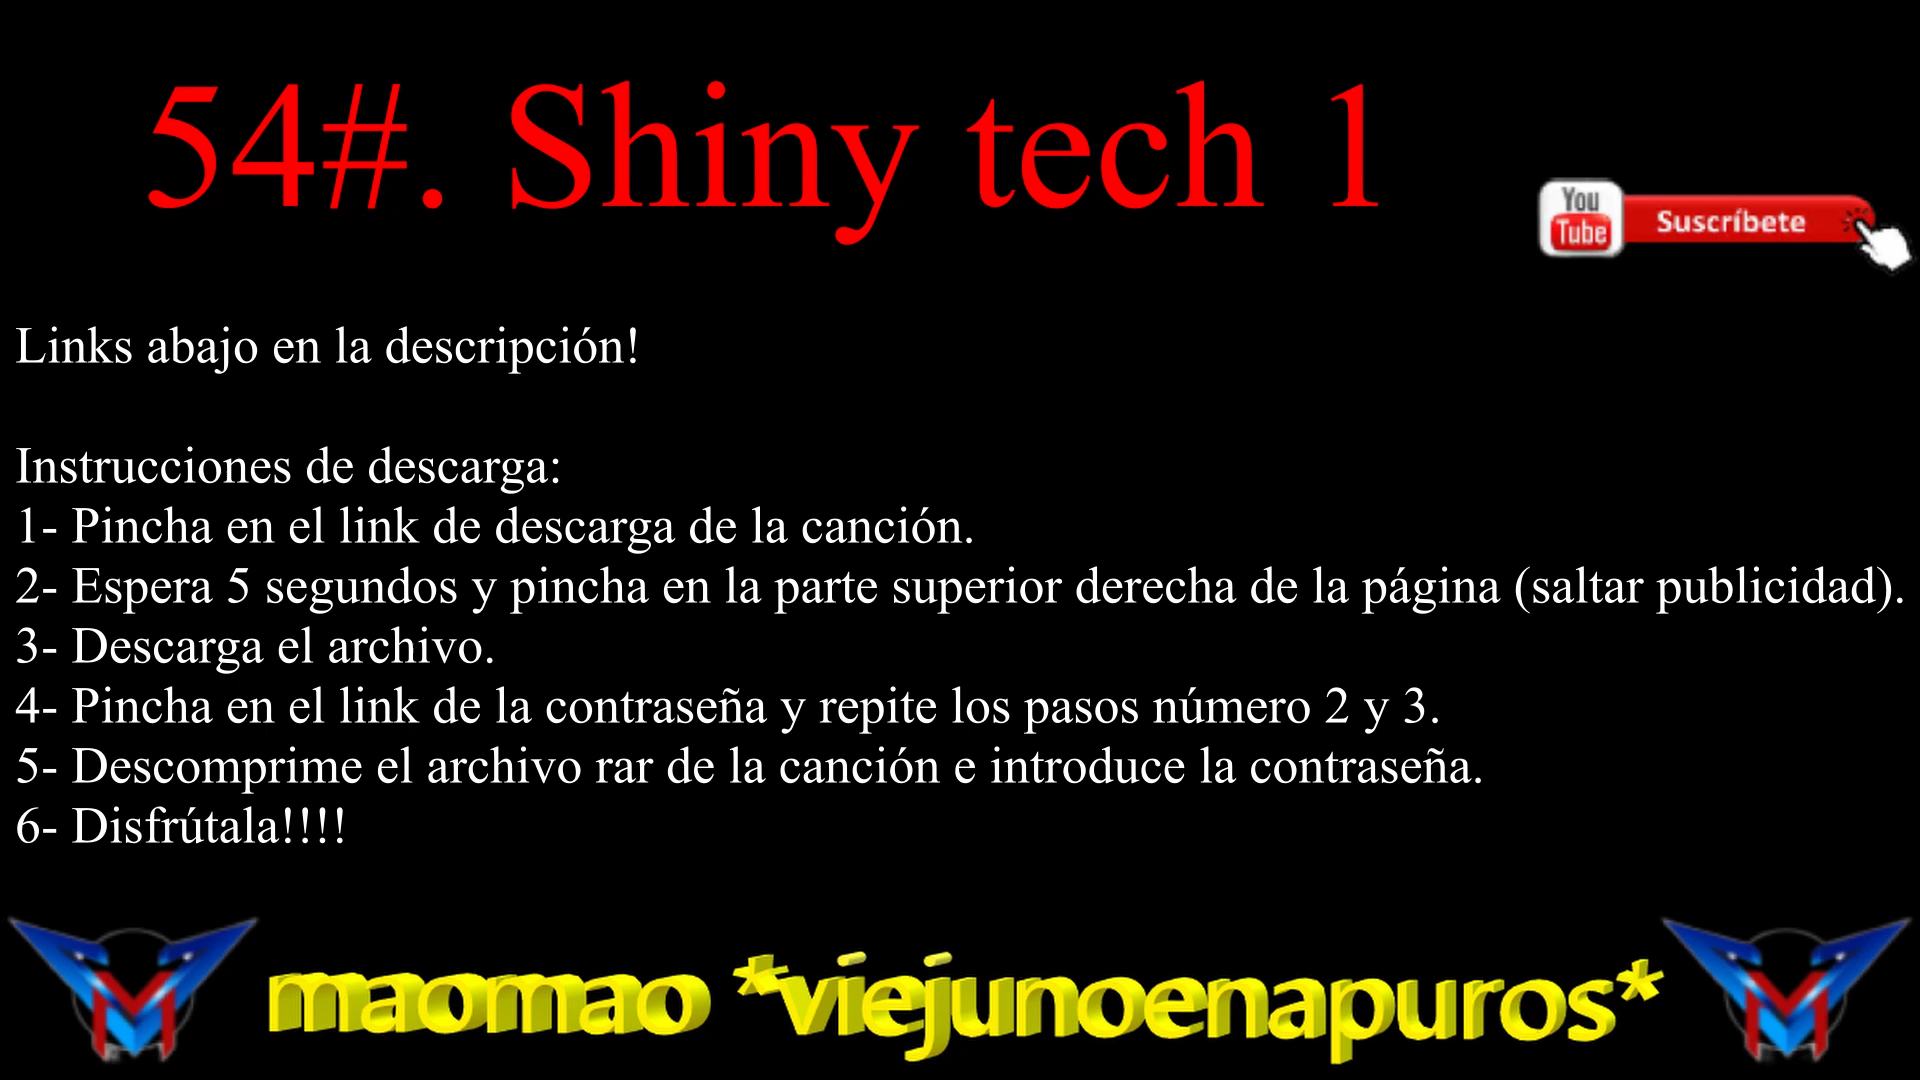 54#. Shiny tech 1
You
Tube
Suscríbete
Links abajo en la descripción!
Instrucciones de descarga:
1- Pincha en el link de descarga de la canción.
2- Espera 5 segundos y pincha en la parte superior derecha de la página (saltar publicidad).
3- Descarga el archivo.
4- Pincha en el link de la contraseña y repite los pasos número 2 y 3.
5- Descomprime el archivo rar de la canción e introduce la contraseña.
6- Disfrútala!!!!
maomao *viejunoenapuros*